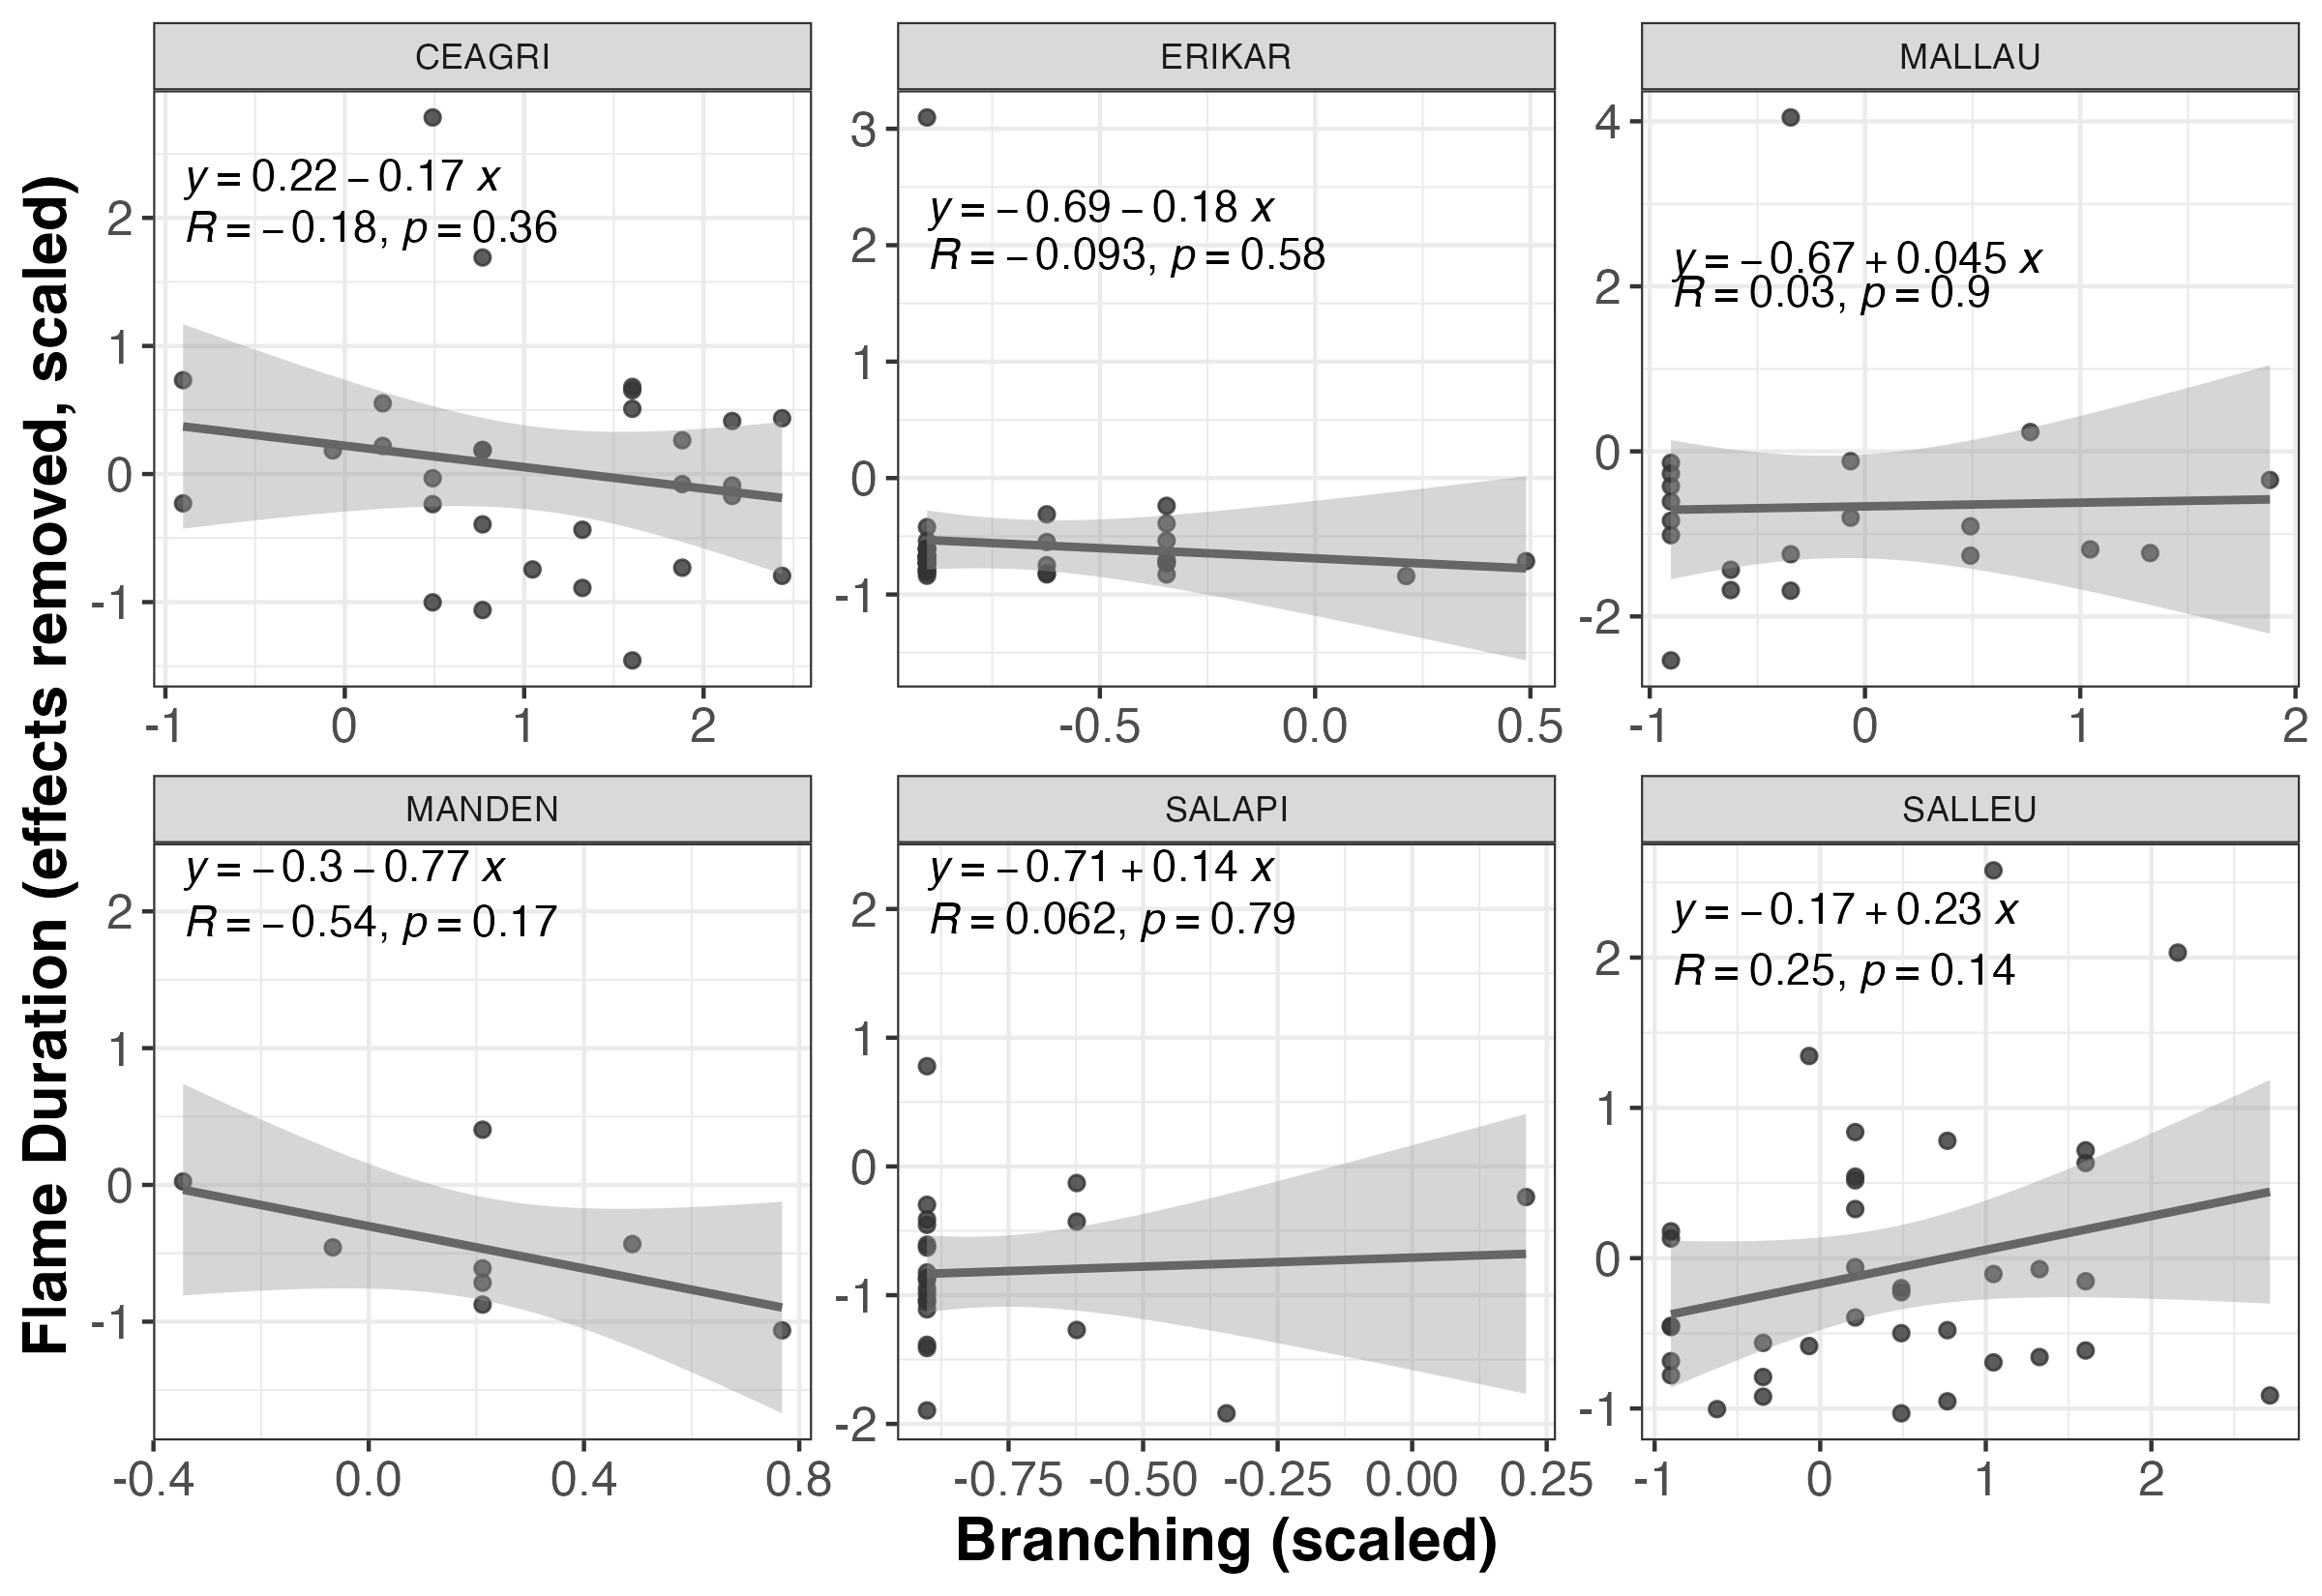 Flame Duration (effects removed, scaled)
CEAGRI
y = 0.22 − 0.17 x
R = −0.18, p = 0.36
2
1
0
-1
-1 0 1 2
ERIKAR
y = −0.69 − 0.18 x
R = −0.093, p = 0.58
3
2
1
0
-1
-0.5 0.0 0.5
MALLAU
y = −0.67 + 0.045 x
R = 0.03, p = 0.9
4
2
0
-2
-1 0 1 2
MANDEN
y = −0.3 − 0.77 x
R = −0.54, p = 0.17
2
1
0
-1
-0.4 0.0 0.4 0.8
SALAPI
y = −0.71 + 0.14 x
R = 0.062, p = 0.79
2
1
0
-1
-2
-0.75 -0.50 -0.25 0.00 0.25
SALLEU
y = −0.17 + 0.23 x
R = 0.25, p = 0.14
2
1
0
-1
-1 0 1 2
Branching (scaled)